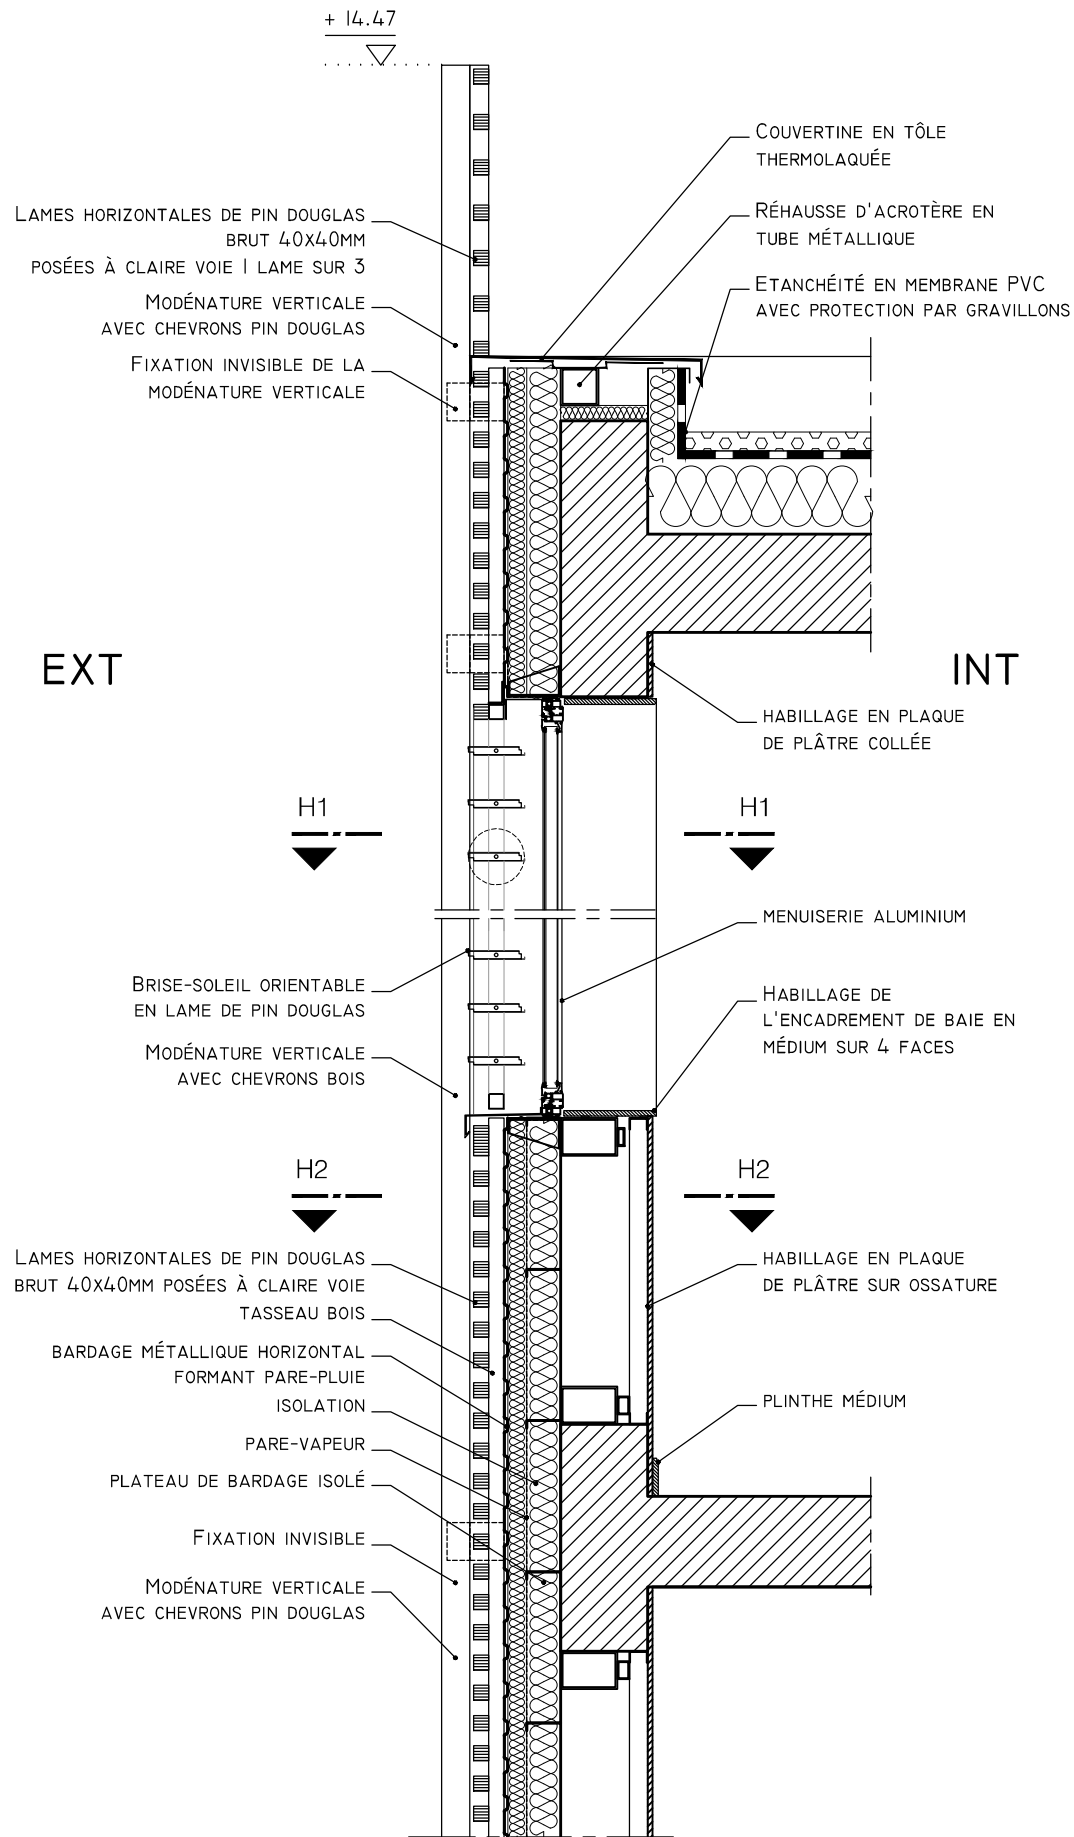 + 14.47
COUVERTINE EN TÔLE
THERMOLAQUÉE
LAMES HORIZONTALES DE PIN DOUGLAS
BRUT 40X40MM
POSÉES À CLAIRE VOIE 1 LAME SUR 3
RÉHAUSSE D'ACROTÈRE EN
TUBE MÉTALLIQUE
MODÉNATURE VERTICALE
AVEC CHEVRONS PIN DOUGLAS
ETANCHÉITÉ EN MEMBRANE PVC
AVEC PROTECTION PAR GRAVILLONS
FIXATION INVISIBLE DE LA
MODÉNATURE VERTICALE
EXT
INT
HABILLAGE EN PLAQUE
DE PLÂTRE COLLÉE
H1
H1
MENUISERIE ALUMINIUM
BRISE-SOLEIL ORIENTABLE
EN LAME DE PIN DOUGLAS
HABILLAGE DE
L'ENCADREMENT DE BAIE EN
MÉDIUM SUR 4 FACES
MODÉNATURE VERTICALE
AVEC CHEVRONS BOIS
H2
H2
LAMES HORIZONTALES DE PIN DOUGLAS
BRUT 40X40MM POSÉES À CLAIRE VOIE
HABILLAGE EN PLAQUE
DE PLÂTRE SUR OSSATURE
TASSEAU BOIS
BARDAGE MÉTALLIQUE HORIZONTAL
FORMANT PARE-PLUIE
ISOLATION
PLINTHE MÉDIUM
PARE-VAPEUR
PLATEAU DE BARDAGE ISOLÉ
FIXATION INVISIBLE
MODÉNATURE VERTICALE
AVEC CHEVRONS PIN DOUGLAS